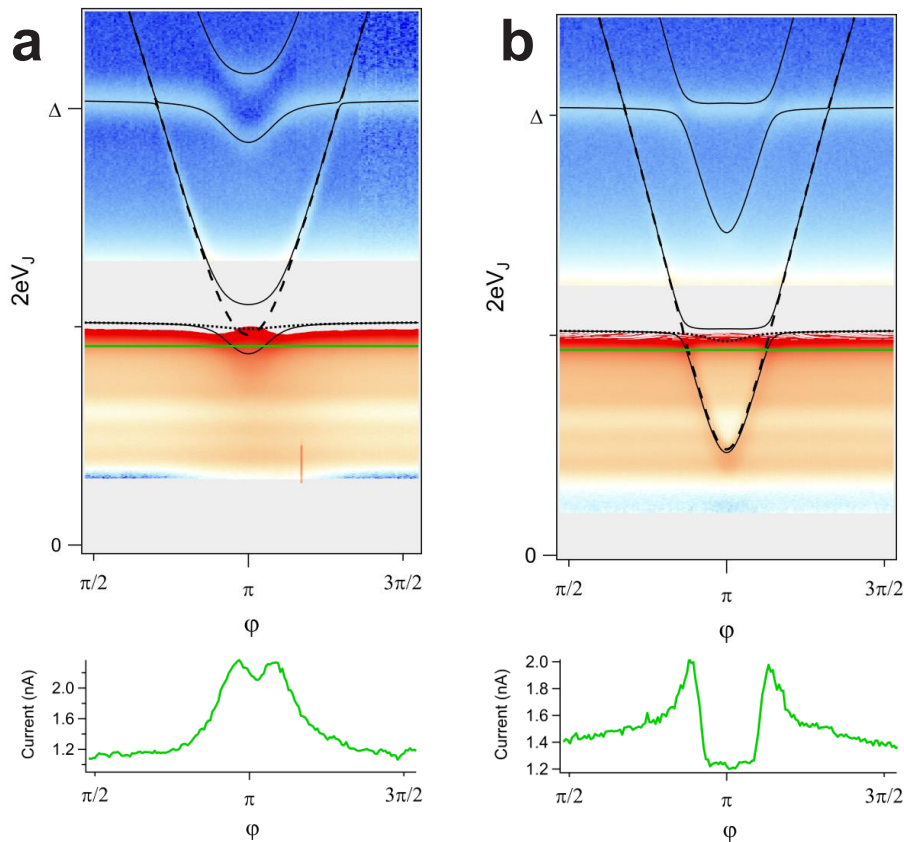 a
Δ
2eV_J
0
π/2
π
3π/2
φ
Current (nA)
2.0
1.6
1.2
π/2
π
3π/2
φ
b
Δ
2eV_J
0
π/2
π
3π/2
φ
Current (nA)
2.0
1.8
1.6
1.4
1.2
π/2
π
3π/2
φ